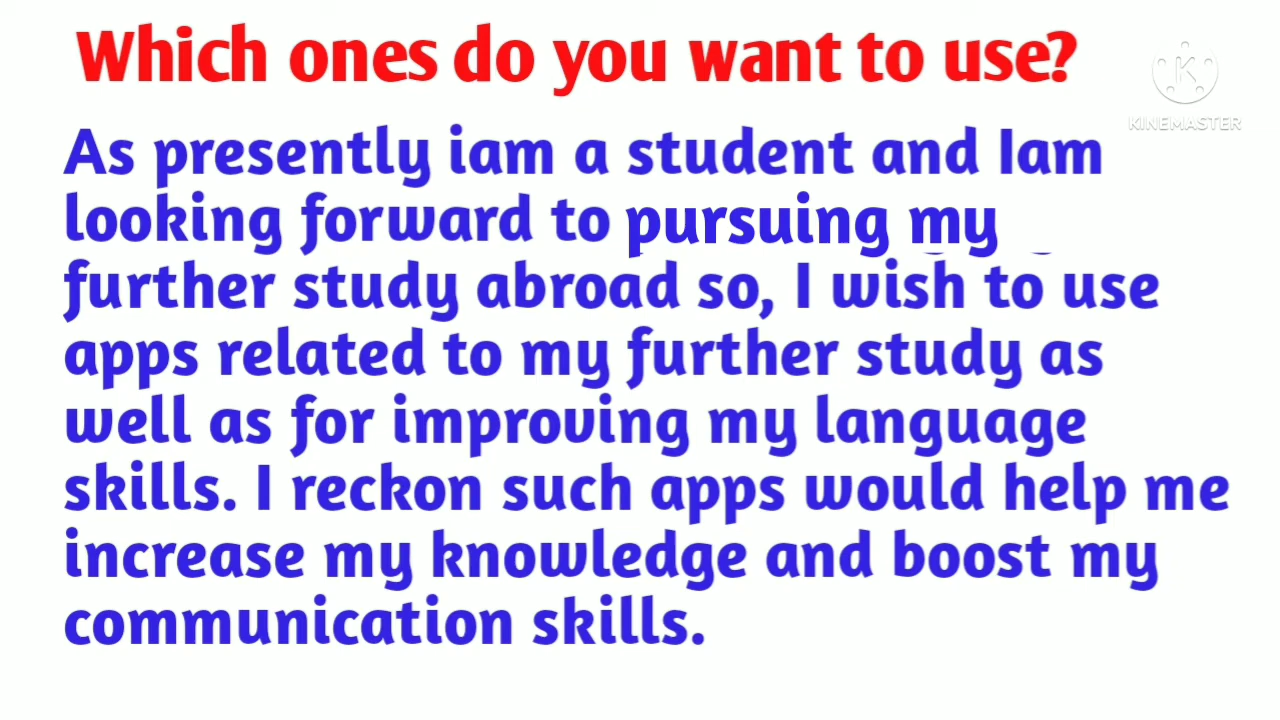 Which ones do you want to use?
KINEMASTER
As presently iam a student and Iam
looking forward to pursuing my
further study abroad so, I wish to use
apps related to my further study as
well as for improving my language
skills. I reckon such apps would help me
increase my knowledge and boost my
communication skills.